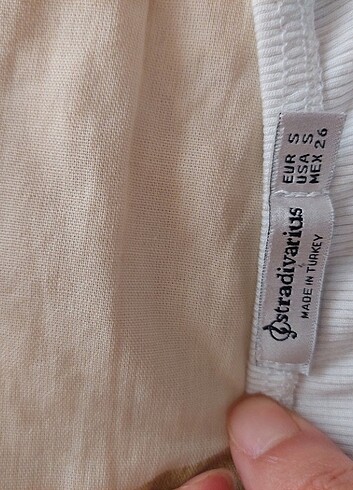 EUR S
USA S
MEX 26
stradivarius
MADE IN TURKEY